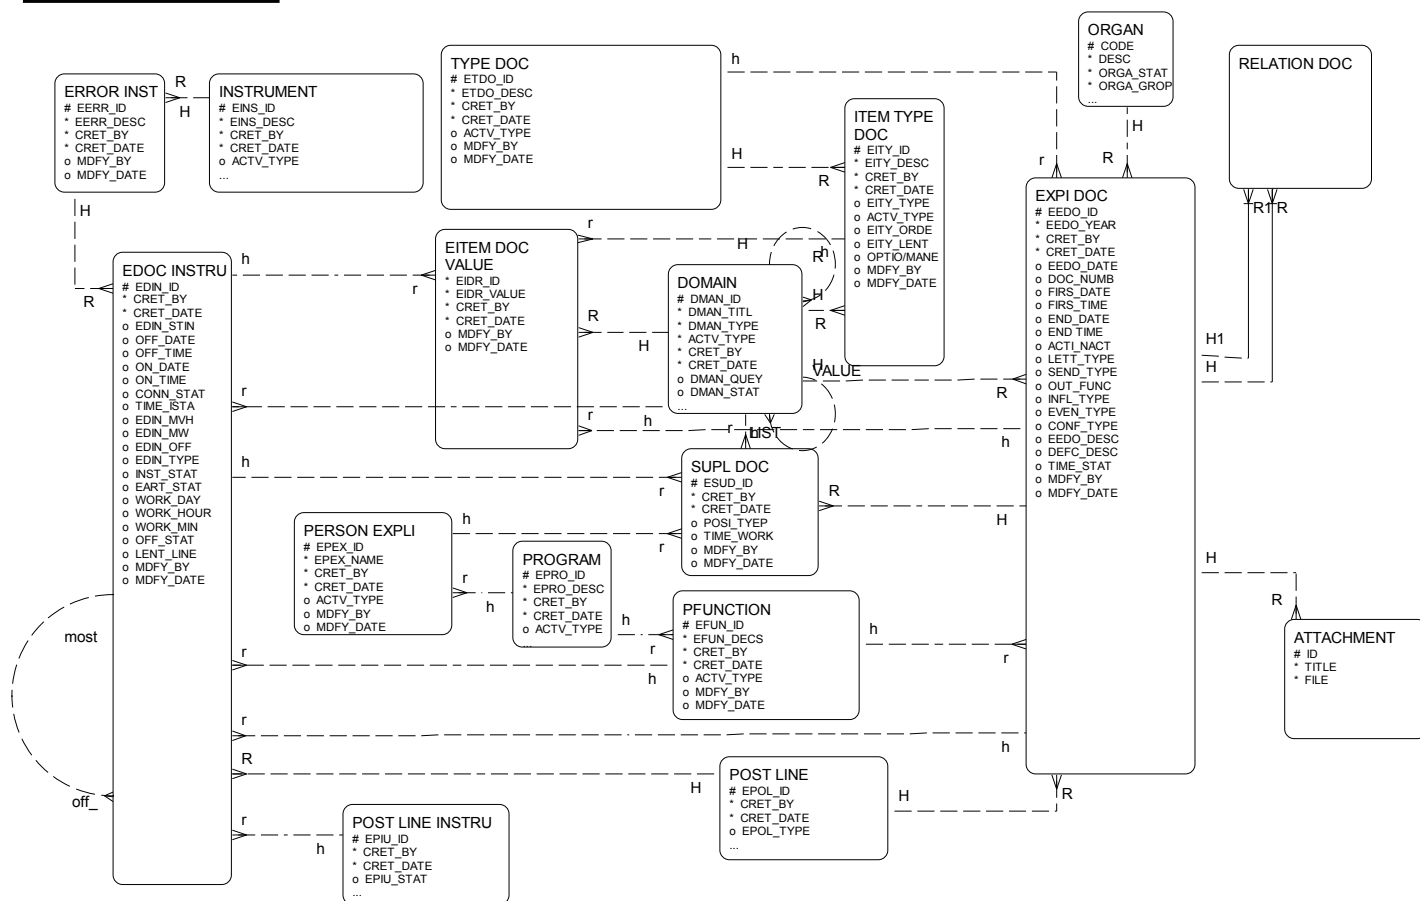 ERROR INST
# EERR_ID
* EERR_DESC
* CRET_BY
* CRET_DATE
o MDFY_BY
o MDFY_DATE
R
H
INSTRUMENT
# EINS_ID
* EINS_DESC
* CRET_BY
* CRET_DATE
o ACTV_TYPE
...
TYPE DOC
# ETDO_ID
* ETDO_DESC
* CRET_BY
* CRET_DATE
o ACTV_TYPE
o MDFY_BY
o MDFY_DATE
h
r
H
R
ITEM TYPE
DOC
# EITY_ID
* EITY_DESC
* CRET_BY
* CRET_DATE
o EITY_TYPE
o ACTV_TYPE
o EITY_ORDE
o EITY_LENT
o OPTIO/MANE
o MDFY_BY
o MDFY_DATE
ORGAN
# CODE
* DESC
* ORGA_STAT
* ORGA_GROP
...
H
R
RELATION DOC
R1
R
H1
H
EXPI DOC
# EEDO_ID
* EEDO_YEAR
* CRET_BY
* CRET_DATE
o EEDO_DATE
o DOC_NUMB
o FIRS_DATE
o FIRS_TIME
o END_DATE
o END TIME
o ACTI_NACT
o LETT_TYPE
o SEND_TYPE
o OUT_FUNC
o INFL_TYPE
o EVEN_TYPE
o CONF_TYPE
o EEDO_DESC
o DEFC_DESC
o TIME_STAT
o MDFY_BY
o MDFY_DATE
H
R
EDOC INSTRU
# EDIN_ID
* CRET_BY
* CRET_DATE
o EDIN_STIN
o OFF_DATE
o OFF_TIME
o ON_DATE
o ON_TIME
o CONN_STAT
o TIME_ISTA
o EDIN_MVH
o EDIN_MW
o EDIN_OFF
o EDIN_TYPE
o INST_STAT
o EART_STAT
o WORK_DAY
o WORK_HOUR
o WORK_MIN
o OFF_STAT
o LENT_LINE
o MDFY_BY
o MDFY_DATE
most
off_
h
r
EITEM DOC
VALUE
* EIDR_ID
* EIDR_VALUE
* CRET_BY
* CRET_DATE
o MDFY_BY
o MDFY_DATE
r
h
H
R
R
H
H
R
DOMAIN
# DMAN_ID
* DMAN_TITL
* DMAN_TYPE
* ACTV_TYPE
* CRET_BY
* CRET_DATE
o DMAN_QUEY
o DMAN_STAT
...
H
VALUE
R
r
r
h
h
r
h
LIST
h
r
SUPL DOC
# ESUD_ID
* CRET_BY
* CRET_DATE
o POSI_TYEP
o TIME_WORK
o MDFY_BY
o MDFY_DATE
R
H
PERSON EXPLI
# EPEX_ID
* EPEX_NAME
* CRET_BY
* CRET_DATE
o ACTV_TYPE
o MDFY_BY
o MDFY_DATE
h
r
r
h
PROGRAM
# EPRO_ID
* EPRO_DESC
* CRET_BY
* CRET_DATE
o ACTV_TYPE
...
h
r
PFUNCTION
# EFUN_ID
* EFUN_DECS
* CRET_BY
* CRET_DATE
o ACTV_TYPE
o MDFY_BY
o MDFY_DATE
h
r
r
h
H
R
ATTACHMENT
# ID
* TITLE
* FILE
r
h
R
H
POST LINE
# EPOL_ID
* CRET_BY
* CRET_DATE
o EPOL_TYPE
...
H
R
r
h
POST LINE INSTRU
# EPIU_ID
* CRET_BY
* CRET_DATE
o EPIU_STAT
...